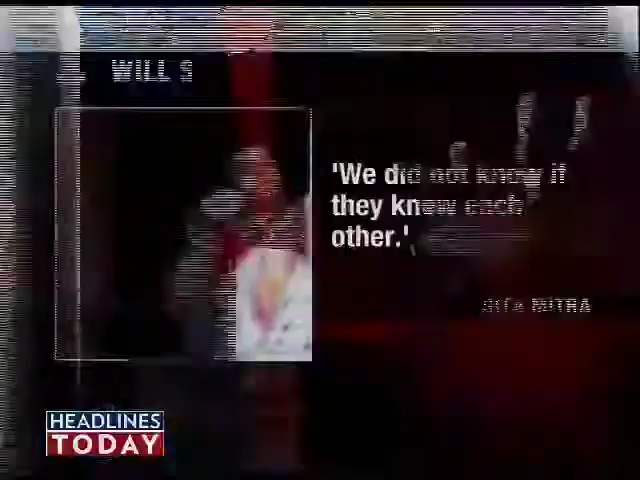 WILL S
'We did not know if
they knew each
other.'
MITRA
HEADLINES
TODAY